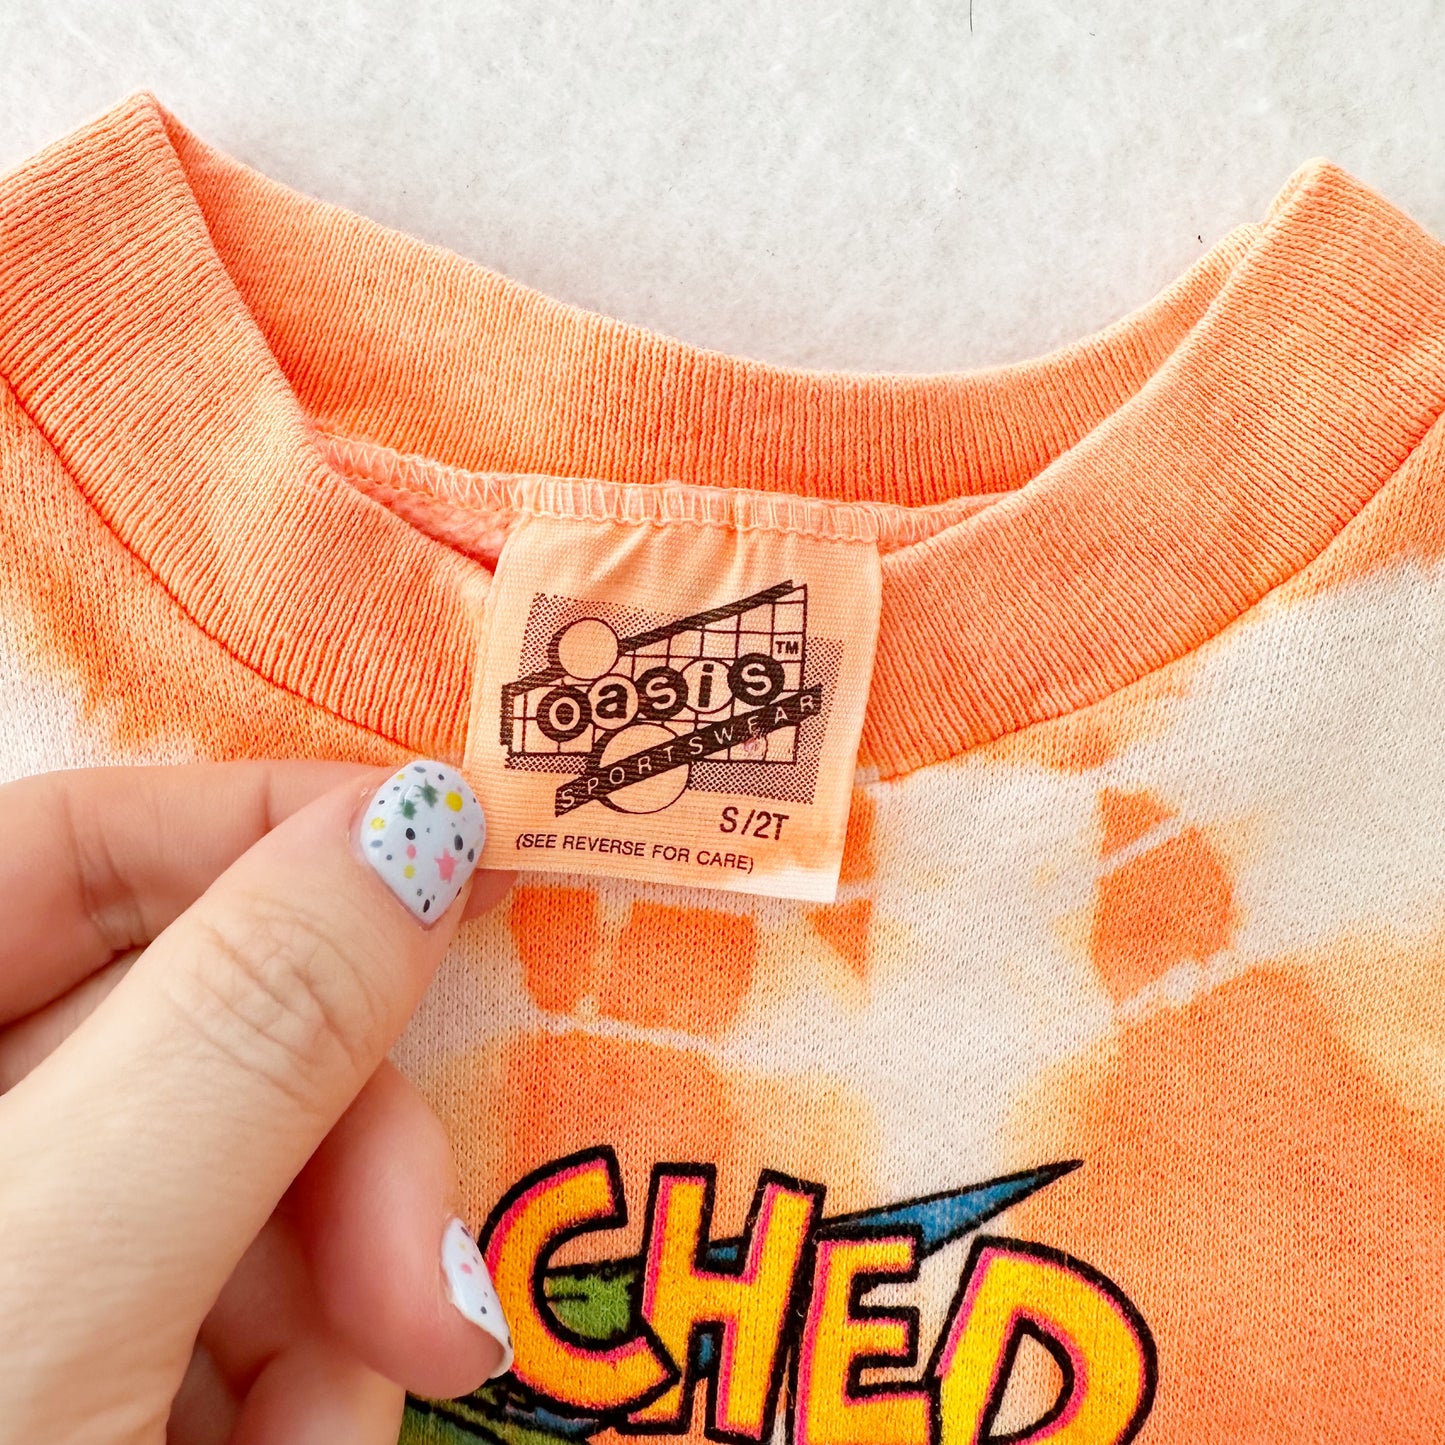 oasis™
SPORTSWEAR
S/2T
(SEE REVERSE FOR CARE)
CHED